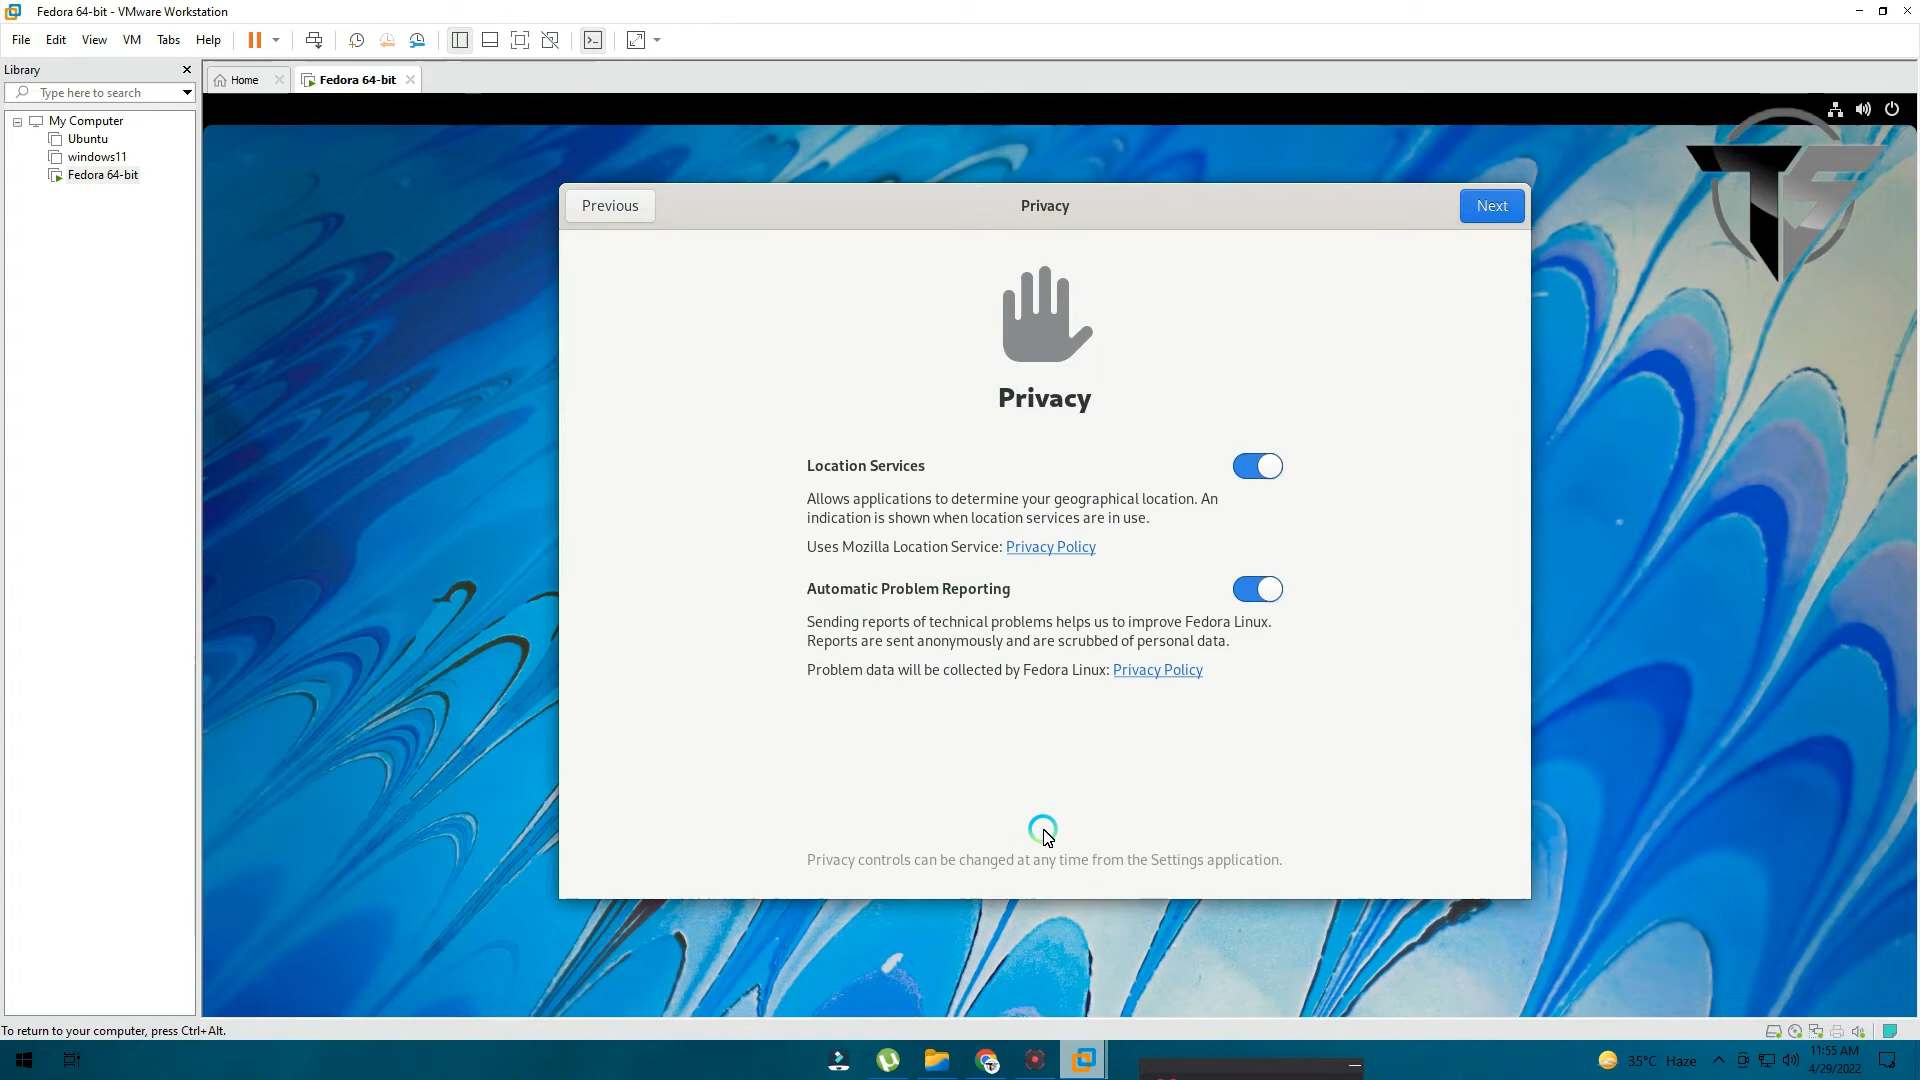 Fedora 64-bit - VMware Workstation
File Edit View VM Tabs Help
Library
Type here to search
Home
Fedora 64-bit
My Computer
Ubuntu
windows11
Fedora 64-bit
TS
Previous
Privacy
Next
Privacy
Location Services
Allows applications to determine your geographical location. An
indication is shown when location services are in use.
Uses Mozilla Location Service: Privacy Policy
Automatic Problem Reporting
Sending reports of technical problems helps us to improve Fedora Linux.
Reports are sent anonymously and are scrubbed of personal data.
Problem data will be collected by Fedora Linux: Privacy Policy
Privacy controls can be changed at any time from the Settings application.
To return to your computer, press Ctrl+Alt.
35°C Haze
11:55 AM
4/29/2022